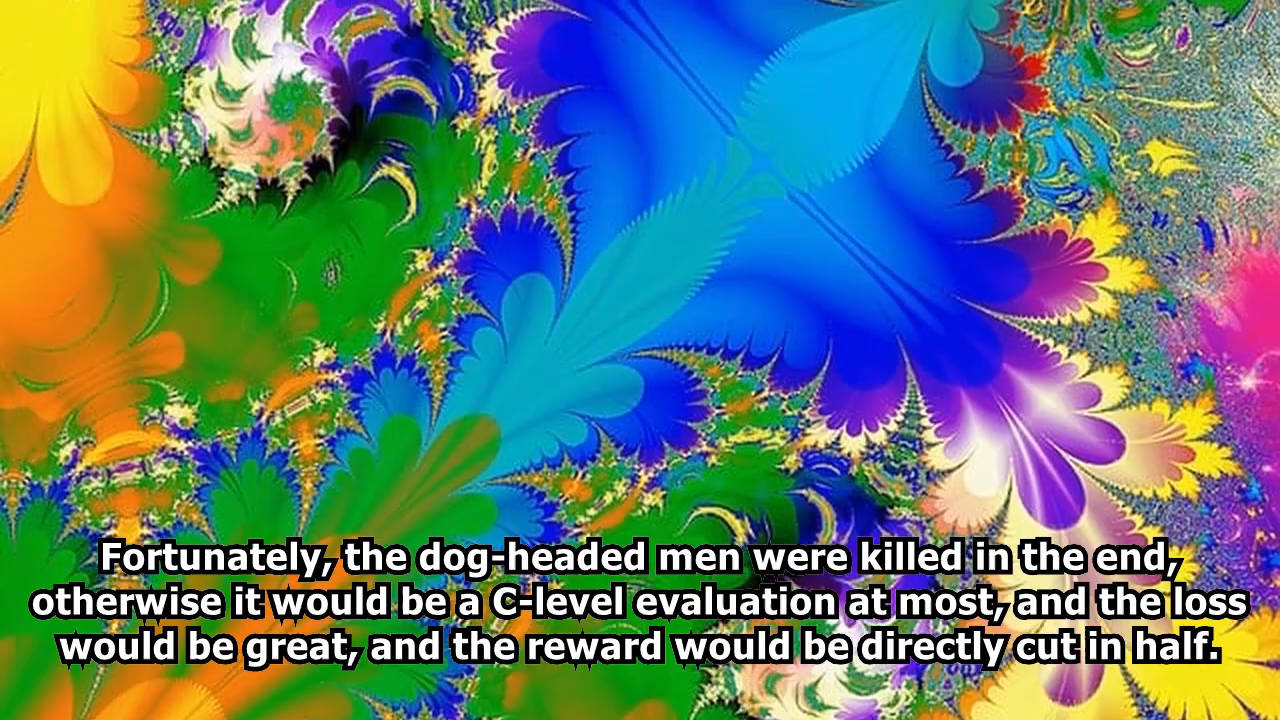 Fortunately, the dog-headed men were killed in the end,
otherwise it would be a C-level evaluation at most, and the loss
would be great, and the reward would be directly cut in half.